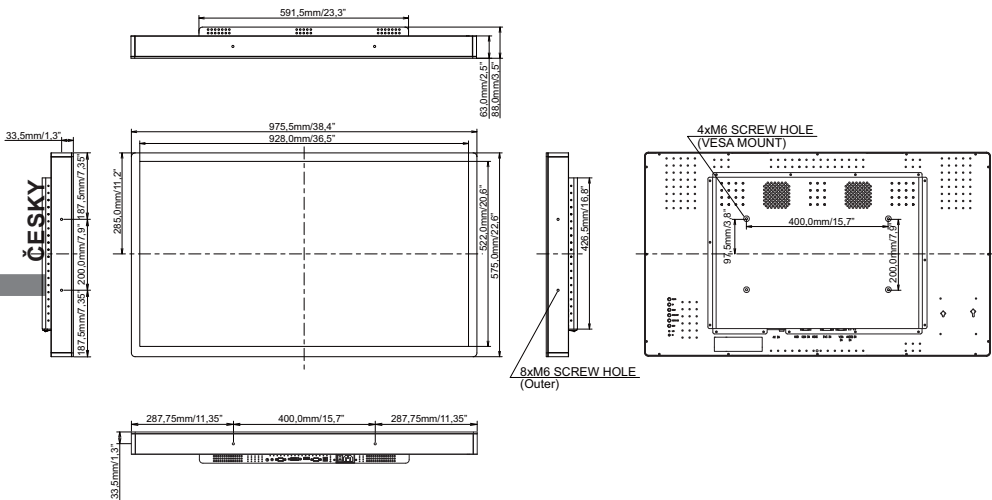 591,5mm/23,3"
63,0mm/2,5"
88,0mm/3,5"
33,5mm/1,3"
975,5mm/38,4"
928,0mm/36,5"
4xM6 SCREW HOLE
(VESA MOUNT)
ČESKY
187,5mm/7,35"
200,0mm/7,9"
187,5mm/7,35"
285,0mm/11,2"
522,0mm/20,6"
575,0mm/22,6"
426,5mm/16,8"
97,5mm/3,8"
400,0mm/15,7"
200,0mm/7,9"
8xM6 SCREW HOLE
(Outer)
287,75mm/11,35"
400,0mm/15,7"
287,75mm/11,35"
33,5mm/1,3"